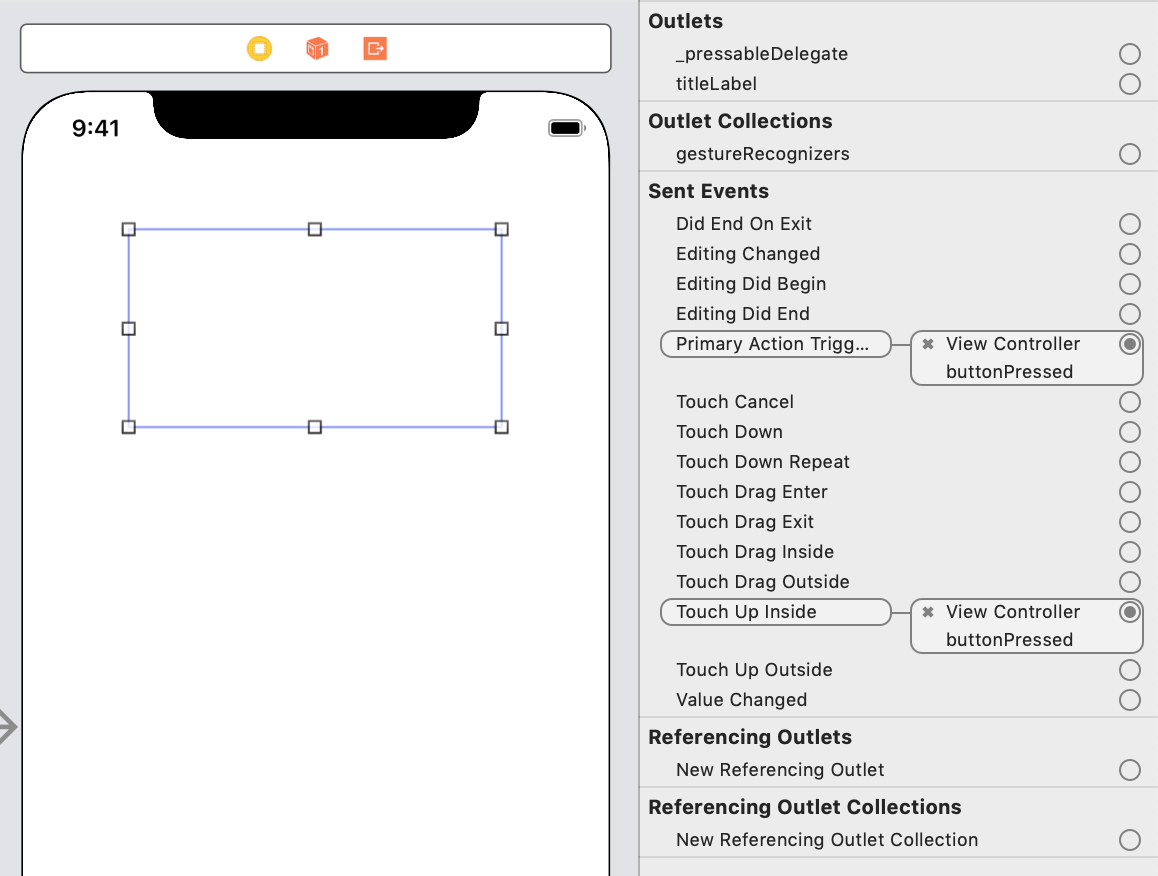 9:41
Outlets
_pressableDelegate
titleLabel
Outlet Collections
gestureRecognizers
Sent Events
Did End On Exit
Editing Changed
Editing Did Begin
Editing Did End
Primary Action Trigg... ✖ View Controller
buttonPressed
Touch Cancel
Touch Down
Touch Down Repeat
Touch Drag Enter
Touch Drag Exit
Touch Drag Inside
Touch Drag Outside
Touch Up Inside ✖ View Controller
buttonPressed
Touch Up Outside
Value Changed
Referencing Outlets
New Referencing Outlet
Referencing Outlet Collections
New Referencing Outlet Collection